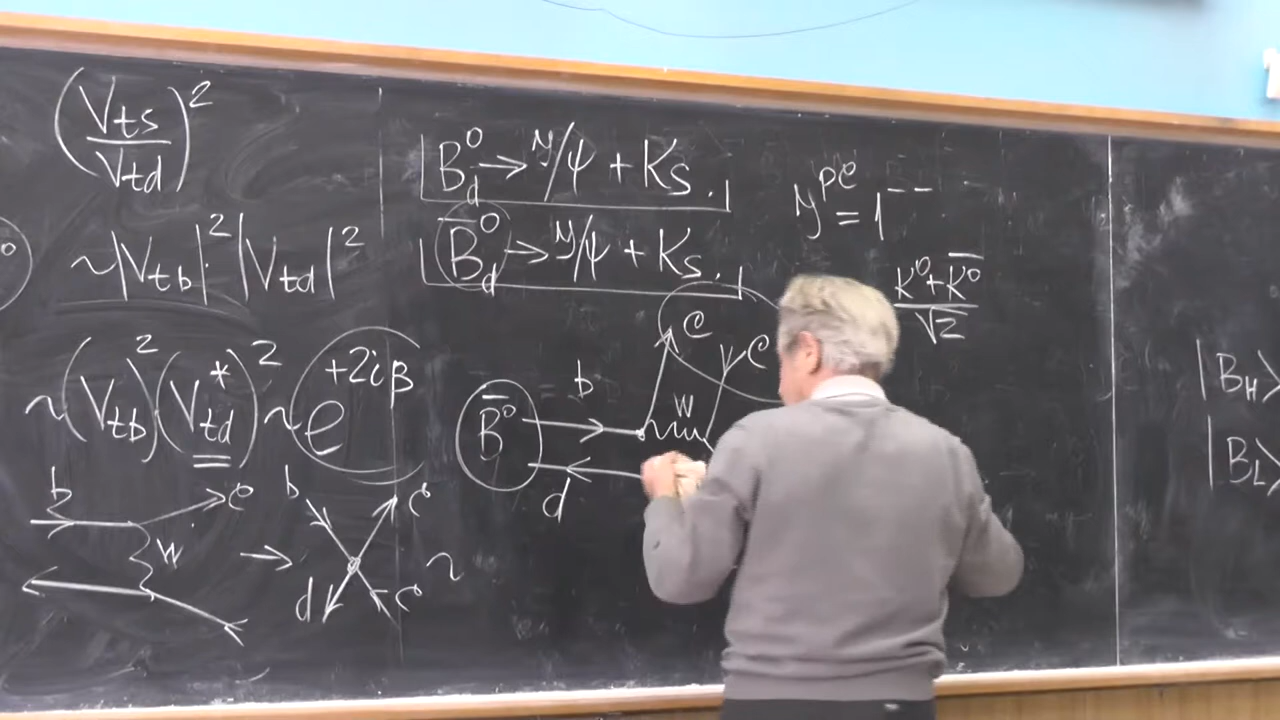 (Vts/Vtd)²
~|Vtb|²·|Vtd|²
~(Vtb)²(V*td)² ~ e^{+2iβ}
b c
W
→
b c
d c ~
B⁰d → J/ψ + Ks.
B̄⁰d → J/ψ + Ks.
J^{PC} = 1⁻⁻
(K⁰+K̄⁰)/√2
c c
b W
B̄⁰
d
|B_H>
|B_L>